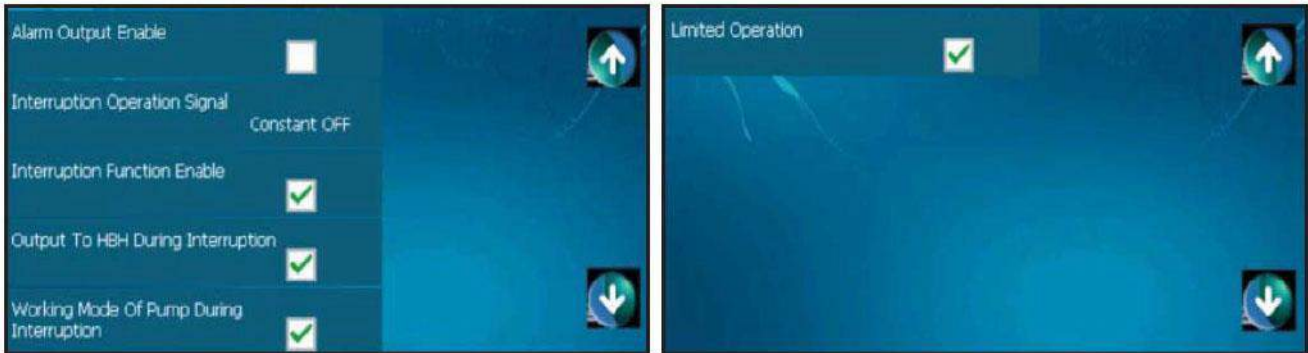 Alarm Output Enable
Interruption Operation Signal
Constant OFF
Interruption Function Enable
Output To HBH During Interruption
Working Mode Of Pump During
Interruption
Limited Operation